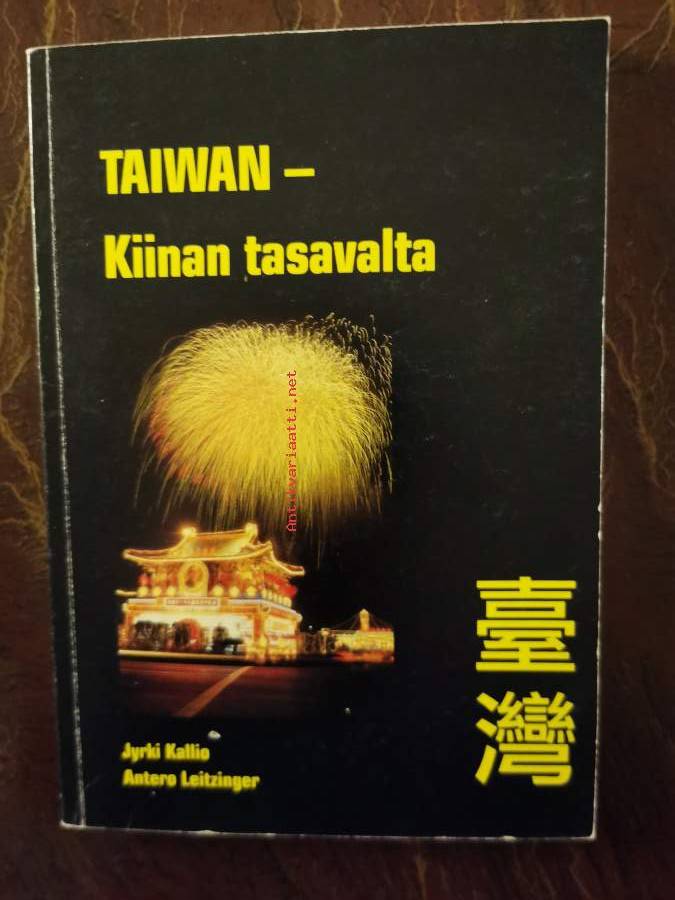 TAIWAN –
Kiinan tasavalta
Antikvariaatti.net
臺
灣
Jyrki Kallio
Antero Leitzinger